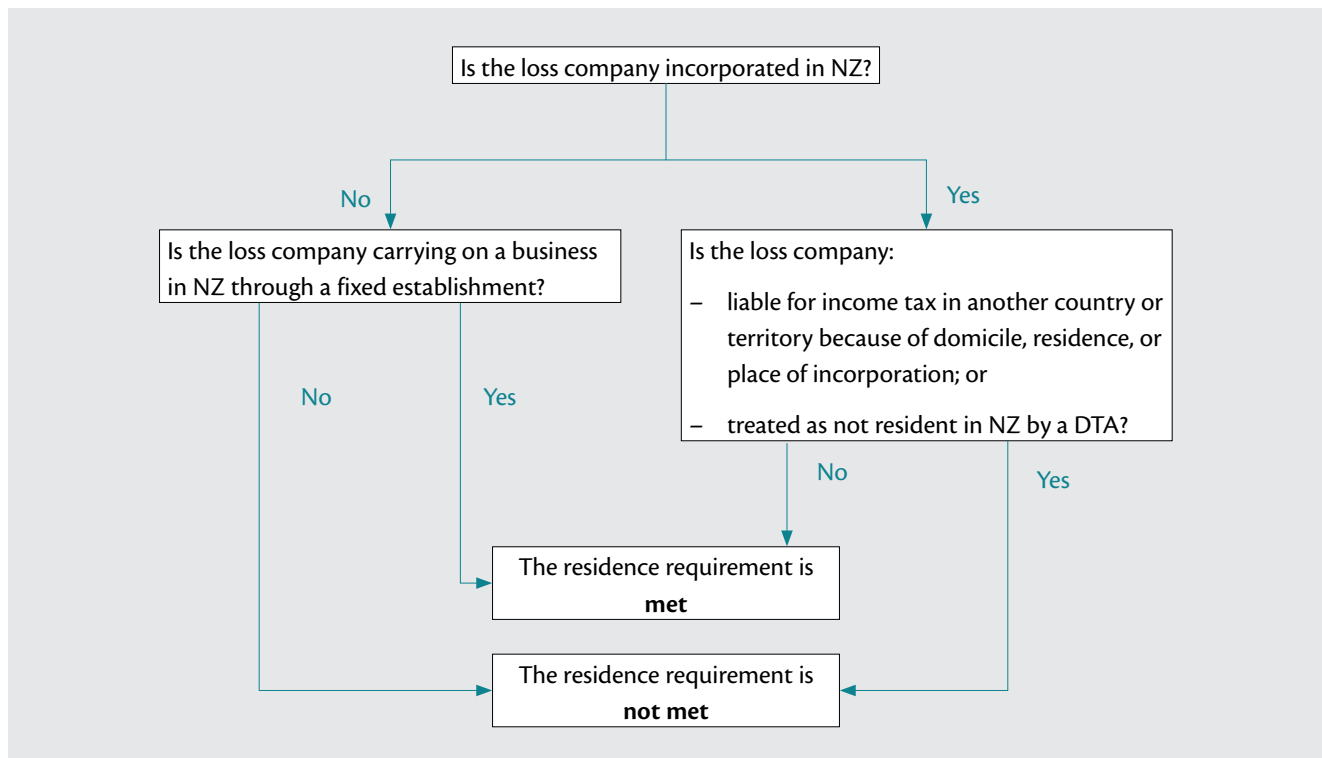 Is the loss company incorporated in NZ?
No
Yes
Is the loss company carrying on a business
in NZ through a fixed establishment?
Is the loss company:
– liable for income tax in another country or
territory because of domicile, residence, or
place of incorporation; or
– treated as not resident in NZ by a DTA?
No
Yes
No
Yes
The residence requirement is
met
The residence requirement is
not met